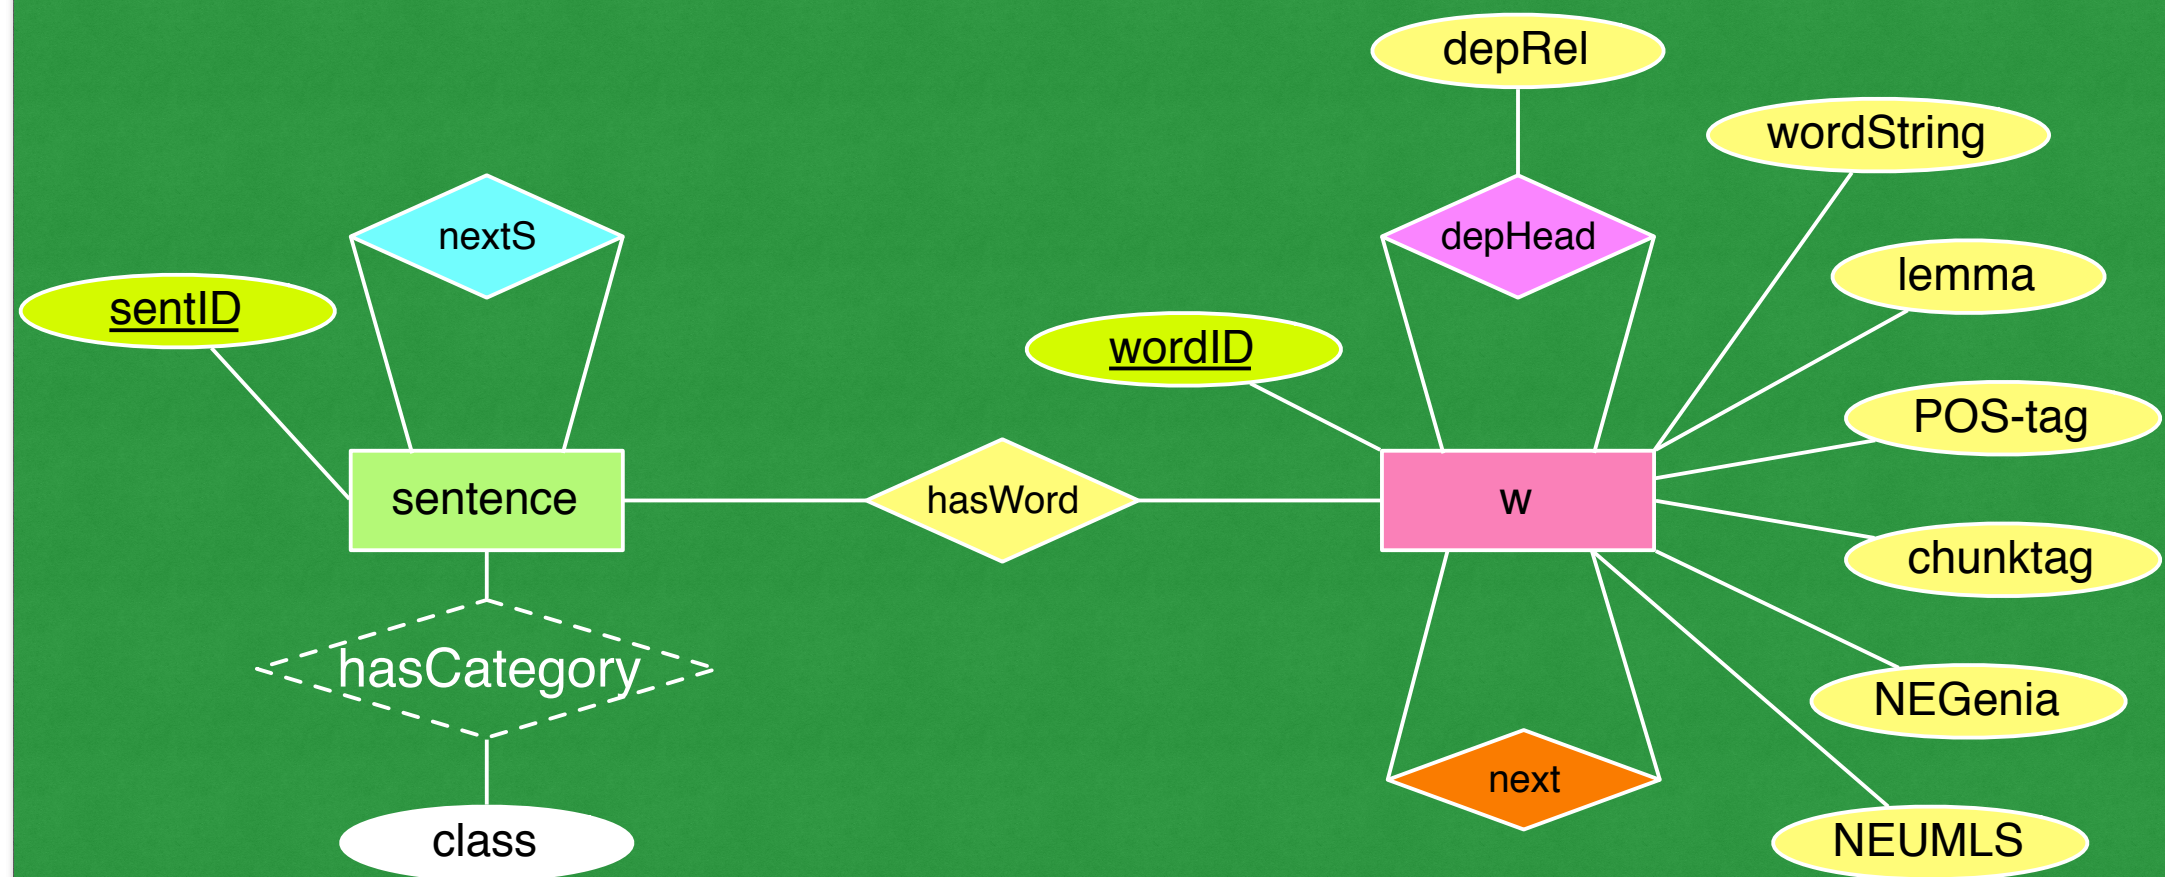 depRel
wordString
nextS
depHead
lemma
sentID
wordID
POS-tag
sentence
hasWord
w
chunktag
hasCategory
NEGenia
next
class
NEUMLS